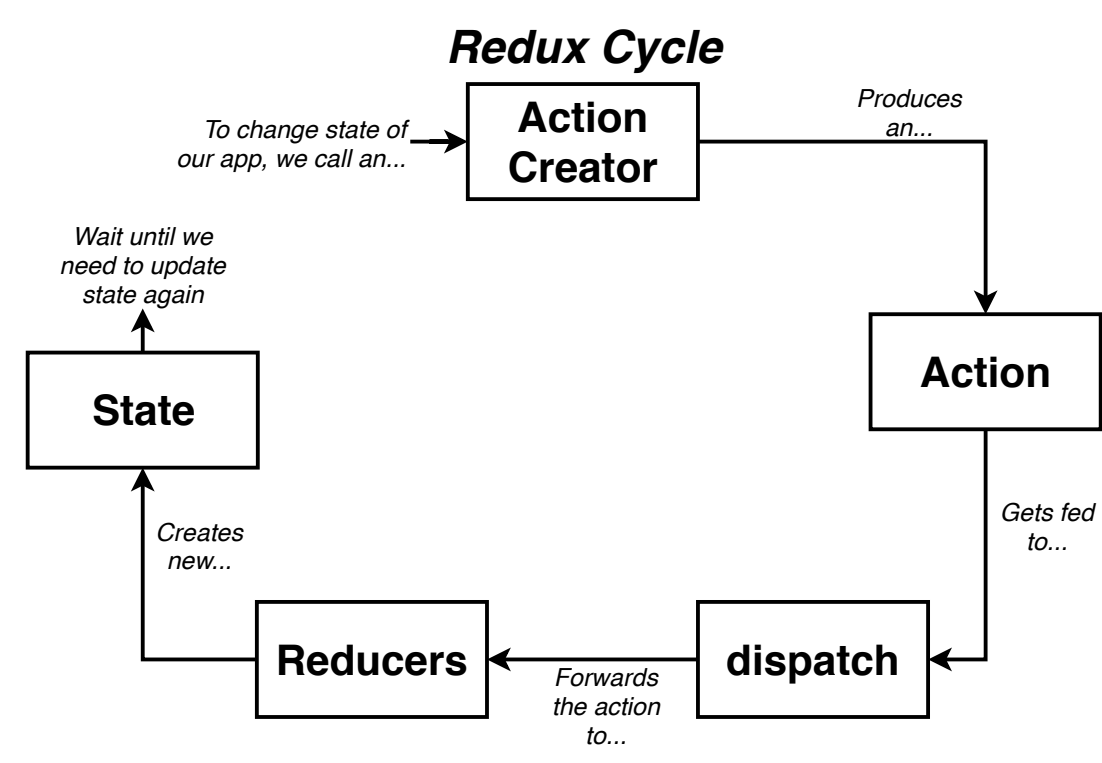 Redux Cycle
Action
Creator
To change state of
our app, we call an...
Produces
an...
Action
Gets fed
to...
dispatch
Forwards
the action
to...
Reducers
Creates
new...
State
Wait until we
need to update
state again